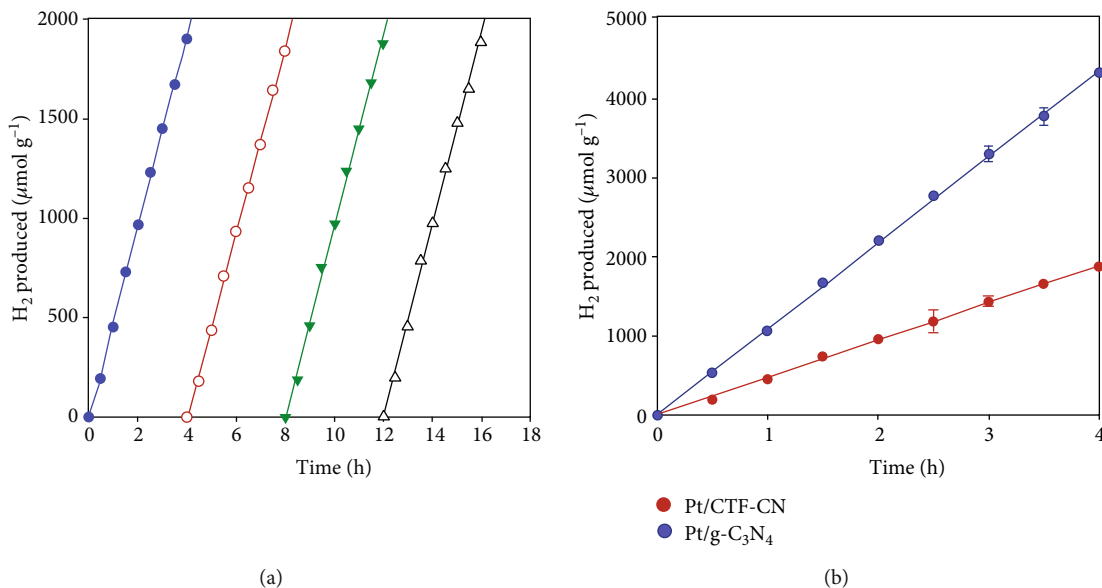 2000
1500
1000
500
0
H₂ produced (μmol g⁻¹)
0 2 4 6 8 10 12 14 16 18
Time (h)
(a)
5000
4000
3000
2000
1000
0
H₂ produced (μmol g⁻¹)
0 1 2 3 4
Time (h)
Pt/CTF-CN
Pt/g-C₃N₄
(b)